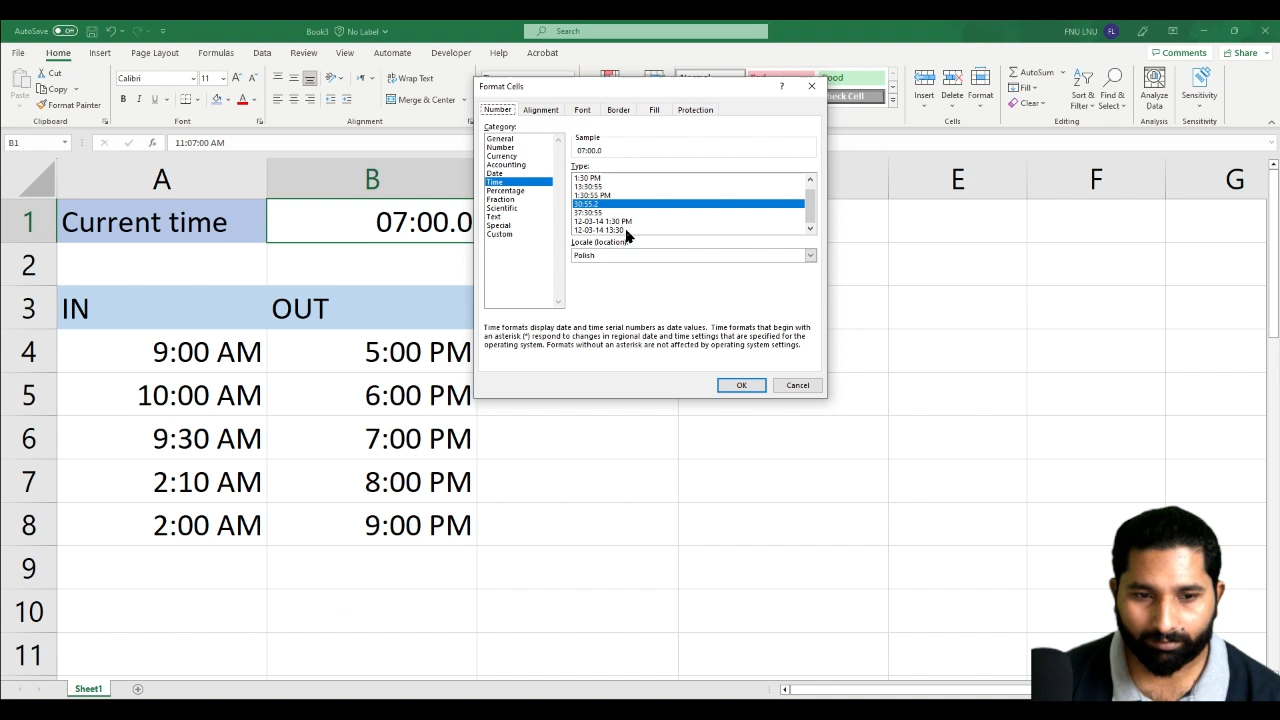 AutoSave Off
Book3 No Label
Search
FNU LNU FL
File Home Insert Page Layout Formulas Data Review View Automate Developer Help Acrobat
Comments Share
Paste
Cut
Copy
Format Painter
Clipboard
Calibri 11
A A
B I U A
Font
Wrap Text
Merge & Center
Alignment
Good
Check Cell
Insert Delete Format
Cells
AutoSum
Fill
Clear
Sort & Filter
Find & Select
Editing
Analyze Data
Analysis
Sensitivity
Sensitivity
B1
fx 11:07:00 AM
A B E F G
1 Current time 07:00.0
2
3 IN OUT
4 9:00 AM 5:00 PM
5 10:00 AM 6:00 PM
6 9:30 AM 7:00 PM
7 2:10 AM 8:00 PM
8 2:00 AM 9:00 PM
9
10
11
Format Cells ?
Number Alignment Font Border Fill Protection
Category:
General
Number
Currency
Accounting
Date
Time
Percentage
Fraction
Scientific
Text
Special
Custom
Sample
07:00.0
Type:
1:30 PM
13:30:55
1:30:55 PM
30:55.2
37:30:55
12-03-14 1:30 PM
12-03-14 13:30
Locale (location):
Polish
Time formats display date and time serial numbers as date values. Time formats that begin with
an asterisk (*) respond to changes in regional date and time settings that are specified for the
operating system. Formats without an asterisk are not affected by operating system settings.
OK Cancel
Sheet1